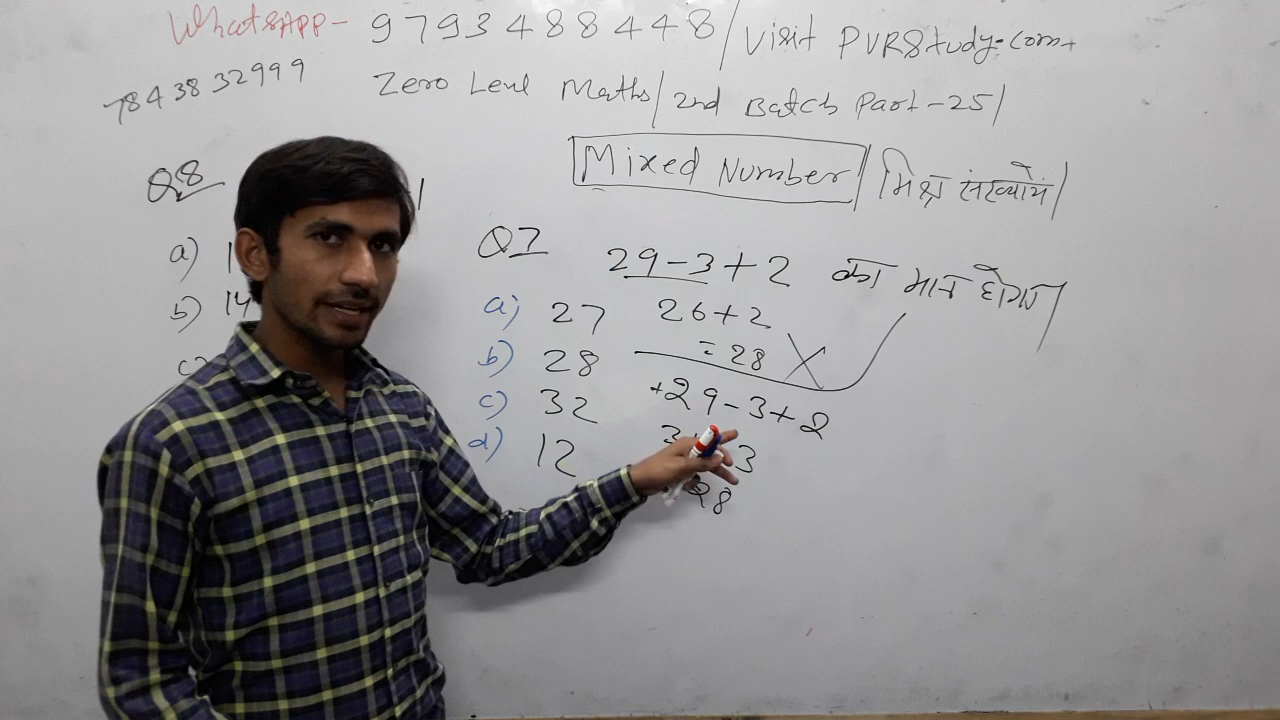 WhatsAPP- 9793488448/Visit PVRStudy.com
7843832999
Zero Level Maths/2nd Batch Part-25/
Mixed Number/मिश्र संख्यायें/
Q8
a) 1
b) 14
c)
Q7 29-3+2 का मान होगा/
a) 27
b) 28
c) 32
d) 12
26+2
=28
+29-3+2
3 3
28